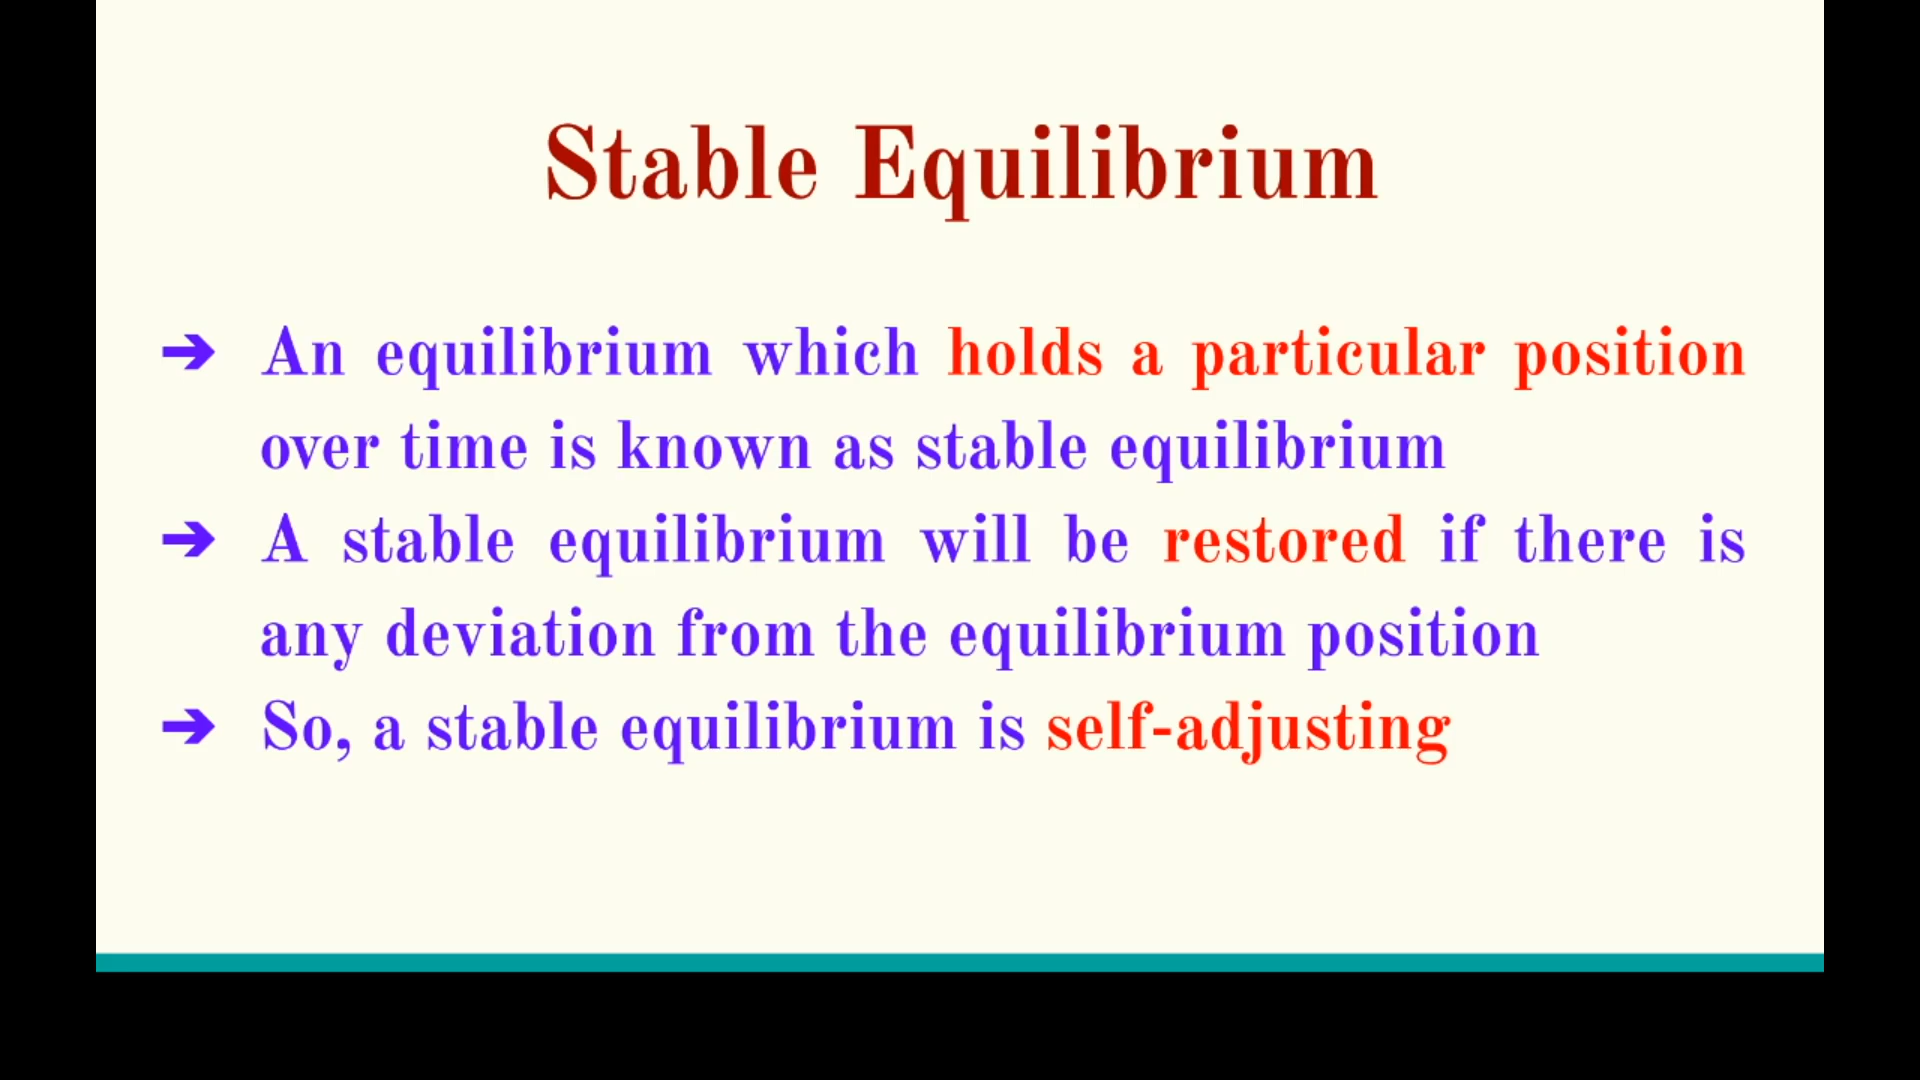 Stable Equilibrium
➔ An equilibrium which holds a particular position
over time is known as stable equilibrium
➔ A stable equilibrium will be restored if there is
any deviation from the equilibrium position
➔ So, a stable equilibrium is self-adjusting